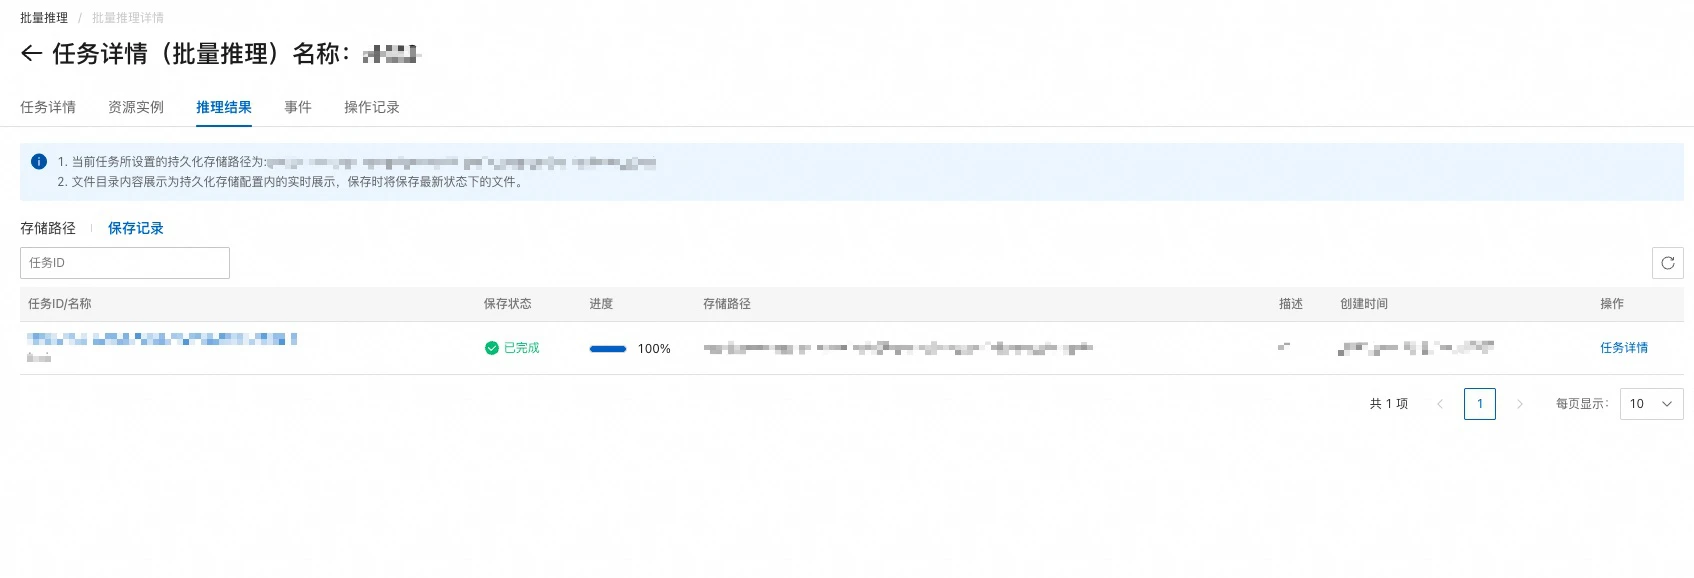 批量推理 / 批量推理详情
任务详情（批量推理）名称：
任务详情 资源实例 推理结果 事件 操作记录
1. 当前任务所设置的持久化存储路径为:
2. 文件目录内容展示为持久化存储配置内的实时展示，保存时将保存最新状态下的文件。
存储路径 保存记录
任务ID
任务ID/名称 保存状态 进度 存储路径 描述 创建时间 操作
已完成 100% 任务详情
共 1 项 1 每页显示： 10